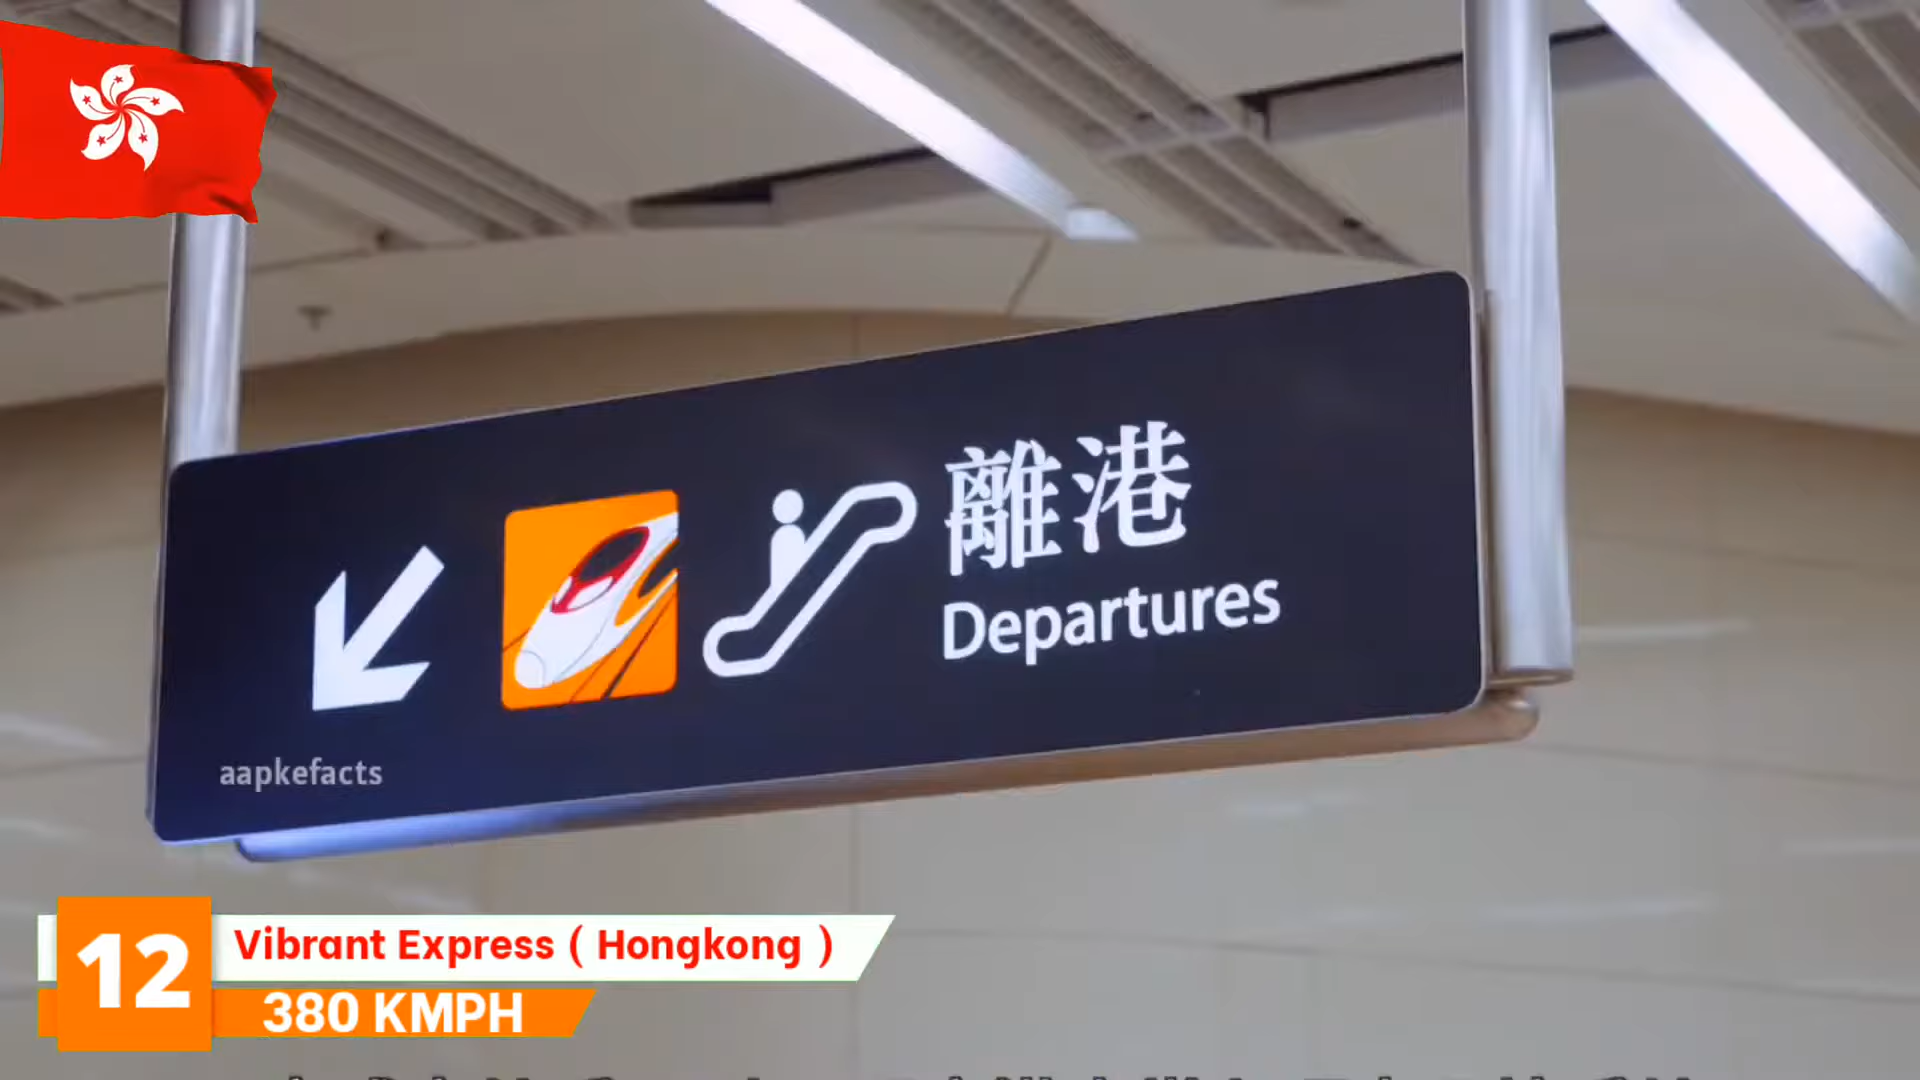 離港
Departures
aapkefacts
12
Vibrant Express ( Hongkong )
380 KMPH